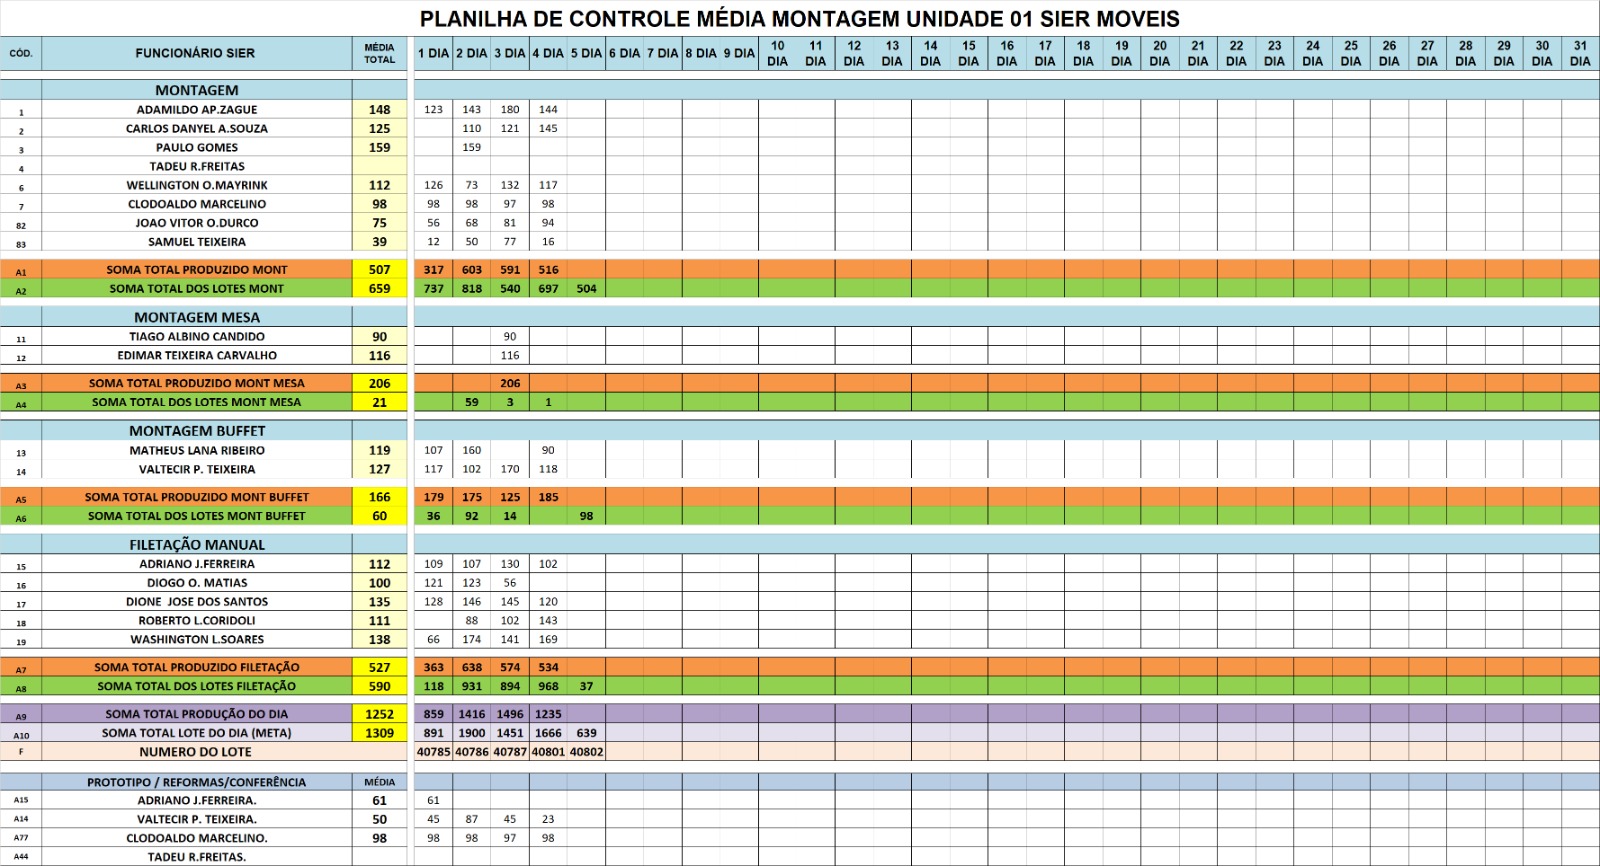 PLANILHA DE CONTROLE MÉDIA MONTAGEM UNIDADE 01 SIER MOVEIS
CÓD. FUNCIONÁRIO SIER MÉDIA TOTAL 1 DIA 2 DIA 3 DIA 4 DIA 5 DIA 6 DIA 7 DIA 8 DIA 9 DIA 10 DIA 11 DIA 12 DIA 13 DIA 14 DIA 15 DIA 16 DIA 17 DIA 18 DIA 19 DIA 20 DIA 21 DIA 22 DIA 23 DIA 24 DIA 25 DIA 26 DIA 27 DIA 28 DIA 29 DIA 30 DIA 31 DIA
MONTAGEM
1 ADAMILDO AP.ZAGUE 148 123 143 180 144
2 CARLOS DANYEL A.SOUZA 125 110 121 145
3 PAULO GOMES 159 159
4 TADEU R.FREITAS
6 WELLINGTON O.MAYRINK 112 126 73 132 117
7 CLODOALDO MARCELINO 98 98 98 97 98
82 JOAO VITOR O.DURCO 75 56 68 81 94
83 SAMUEL TEIXEIRA 39 12 50 77 16
A1 SOMA TOTAL PRODUZIDO MONT 507 317 603 591 516
A2 SOMA TOTAL DOS LOTES MONT 659 737 818 540 697 504
MONTAGEM MESA
11 TIAGO ALBINO CANDIDO 90 90
12 EDIMAR TEIXEIRA CARVALHO 116 116
A3 SOMA TOTAL PRODUZIDO MONT MESA 206 206
A4 SOMA TOTAL DOS LOTES MONT MESA 21 59 3 1
MONTAGEM BUFFET
13 MATHEUS LANA RIBEIRO 119 107 160 90
14 VALTECIR P. TEIXEIRA 127 117 102 170 118
A5 SOMA TOTAL PRODUZIDO MONT BUFFET 166 179 175 125 185
A6 SOMA TOTAL DOS LOTES MONT BUFFET 60 36 92 14 98
FILETAÇÃO MANUAL
15 ADRIANO J.FERREIRA 112 109 107 130 102
16 DIOGO O. MATIAS 100 121 123 56
17 DIONE JOSE DOS SANTOS 135 128 146 145 120
18 ROBERTO L.CORIDOLI 111 88 102 143
19 WASHINGTON L.SOARES 138 66 174 141 169
A7 SOMA TOTAL PRODUZIDO FILETAÇÃO 527 363 638 574 534
A8 SOMA TOTAL DOS LOTES FILETAÇÃO 590 118 931 894 968 37
A9 SOMA TOTAL PRODUÇÃO DO DIA 1252 859 1416 1496 1235
A10 SOMA TOTAL LOTE DO DIA (META) 1309 891 1900 1451 1666 639
F NUMERO DO LOTE 40785 40786 40787 40801 40802
PROTOTIPO / REFORMAS/CONFERÊNCIA MÉDIA
A15 ADRIANO J.FERREIRA. 61 61
A14 VALTECIR P. TEIXEIRA. 50 45 87 45 23
A77 CLODOALDO MARCELINO. 98 98 98 97 98
A44 TADEU R.FREITAS.